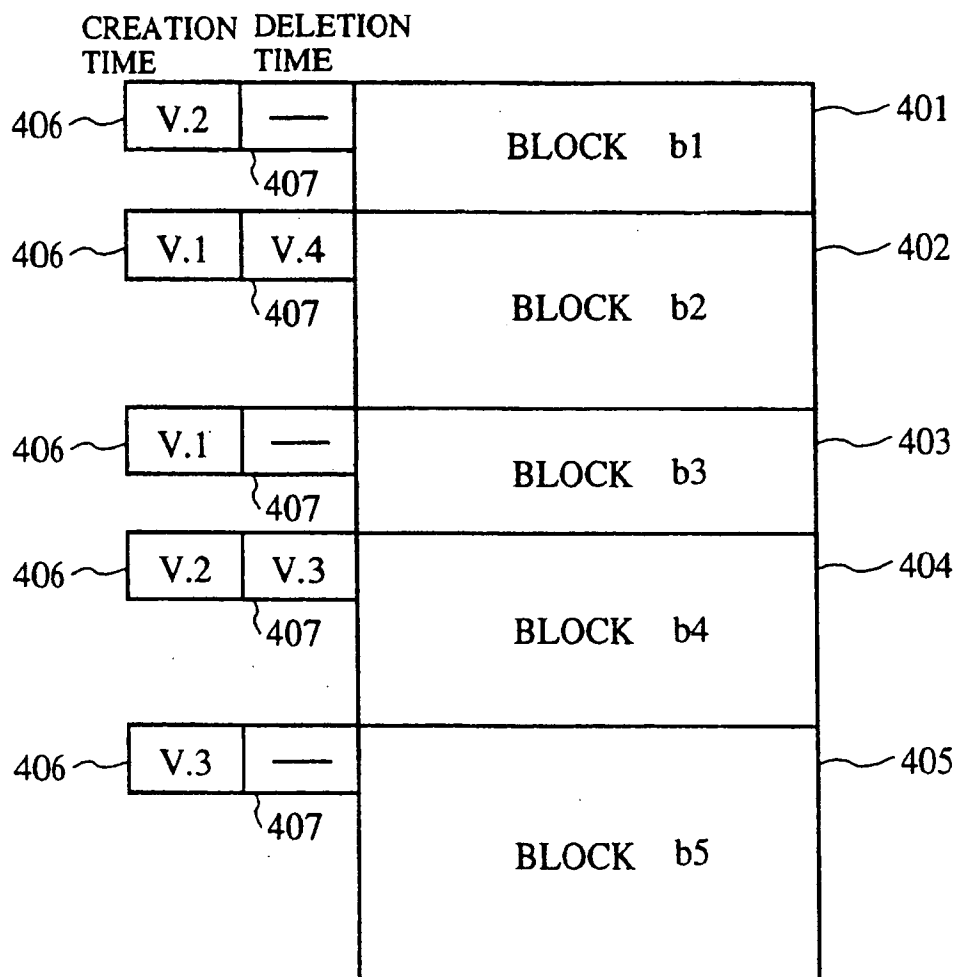 CREATION DELETION
TIME TIME
406 V.2 — BLOCK b1 401
407
406 V.1 V.4 BLOCK b2 402
407
406 V.1 — BLOCK b3 403
407
406 V.2 V.3 BLOCK b4 404
407
406 V.3 — BLOCK b5 405
407